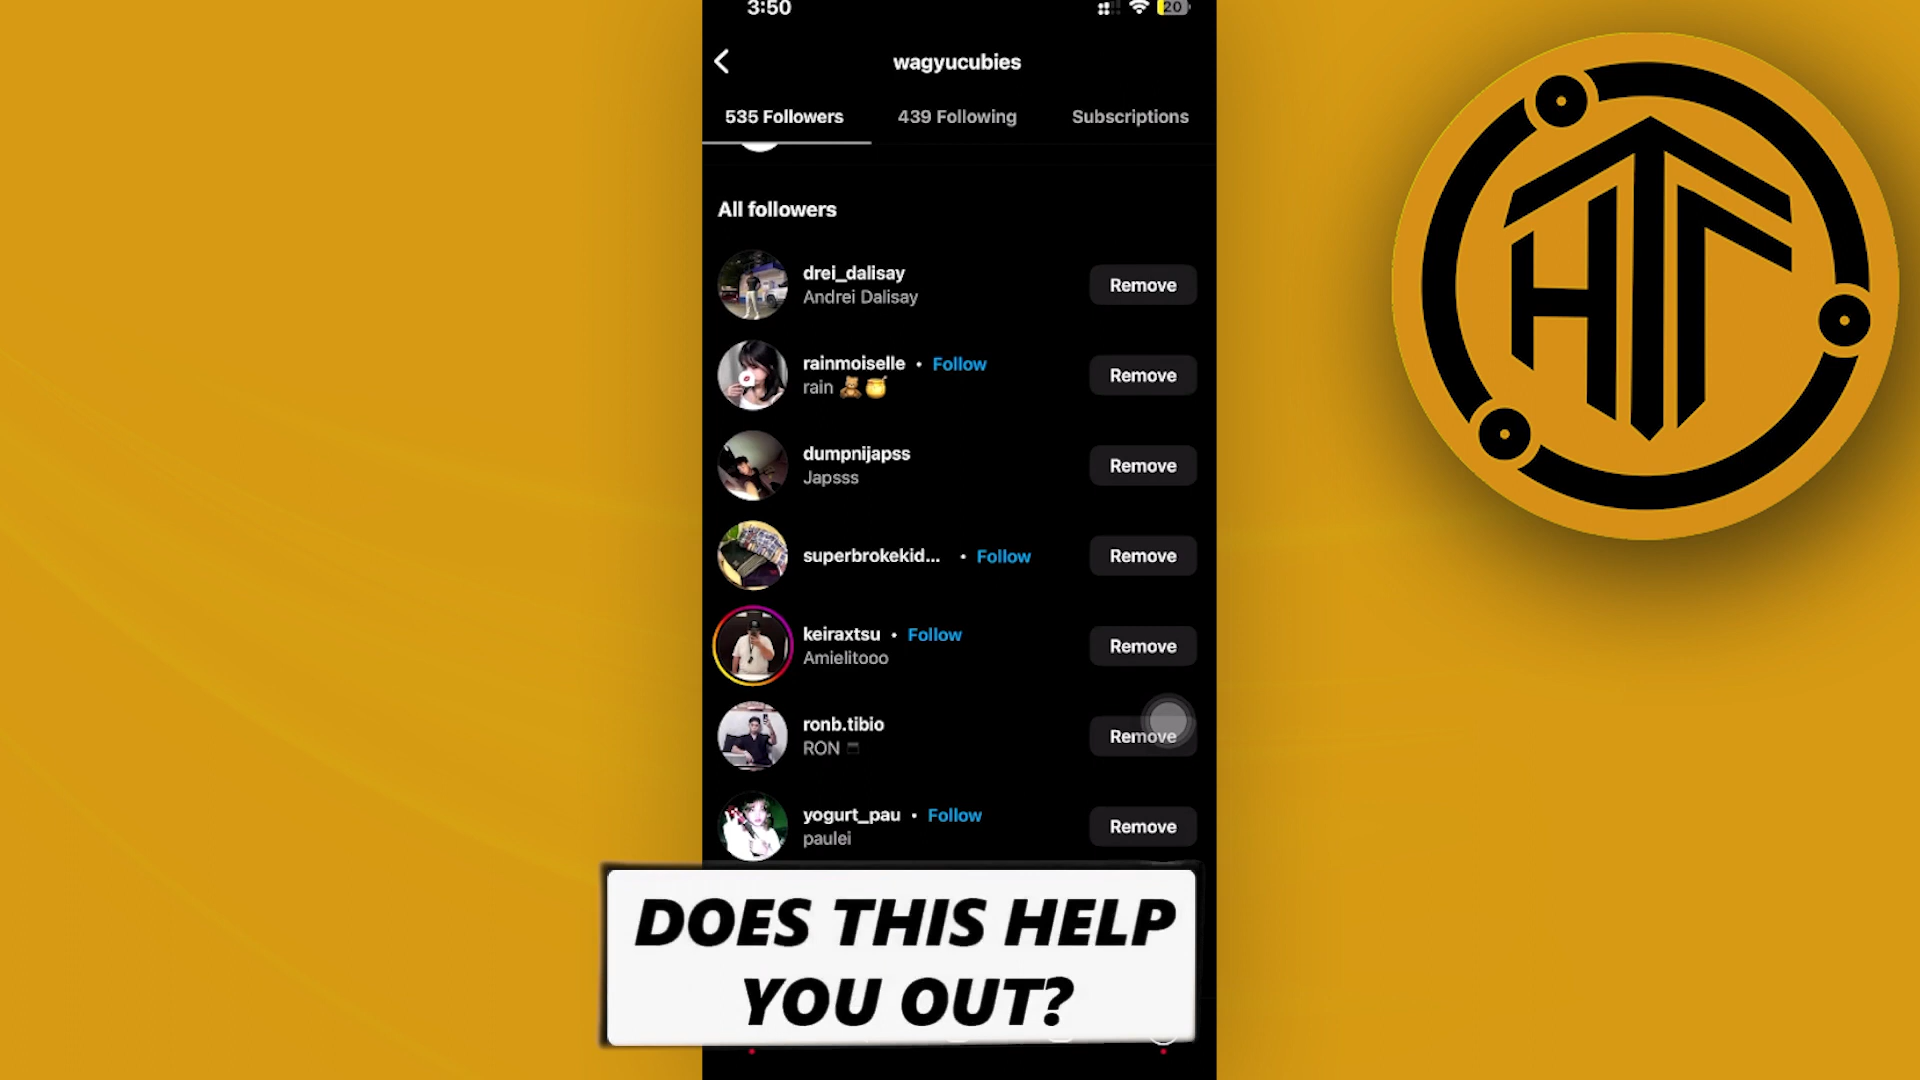 3:50
20
wagyucubies
535 Followers
439 Following
Subscriptions
All followers
drei_dalisay
Andrei Dalisay
Remove
rainmoiselle • Follow
rain 🧸🍯
Remove
dumpnijapss
Japsss
Remove
superbrokekid... • Follow
Remove
keiraxtsu • Follow
Amielitooo
Remove
ronb.tibio
RON
Remove
yogurt_pau • Follow
paulei
Remove
DOES THIS HELP
YOU OUT?
HT